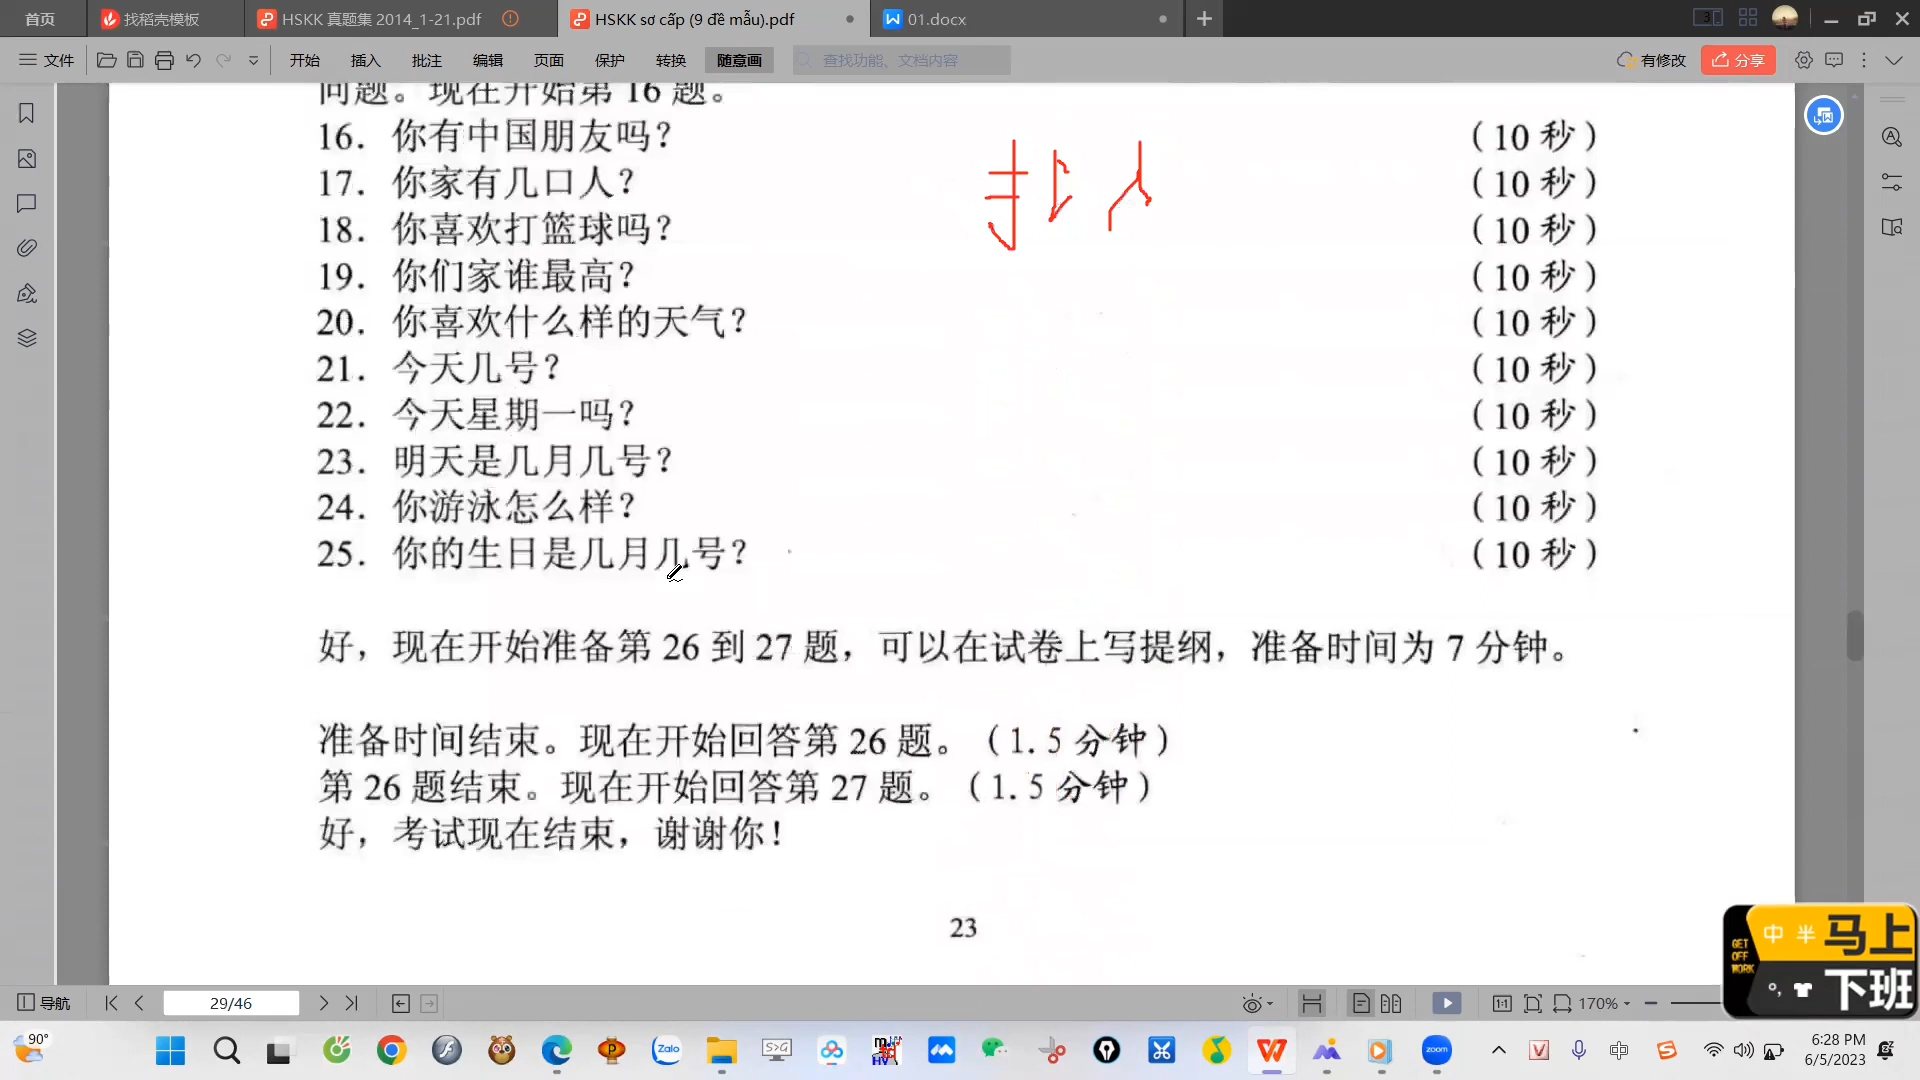 首页
找稻壳模板
HSKK 真题集 2014_1-21.pdf
HSKK sơ cấp (9 đề mẫu).pdf
01.docx
文件
开始 插入 批注 编辑 页面 保护 转换 随意画 查找功能、文档内容
有修改 分享
问题。现在开始第 16 题。
16. 你有中国朋友吗? (10 秒)
17. 你家有几口人? (10 秒)
18. 你喜欢打篮球吗? (10 秒)
19. 你们家谁最高? (10 秒)
20. 你喜欢什么样的天气? (10 秒)
21. 今天几号? (10 秒)
22. 今天星期一吗? (10 秒)
23. 明天是几月几号? (10 秒)
24. 你游泳怎么样? (10 秒)
25. 你的生日是几月几号? (10 秒)
好，现在开始准备第 26 到 27 题，可以在试卷上写提纲，准备时间为 7 分钟。
准备时间结束。现在开始回答第 26 题。(1.5 分钟)
第 26 题结束。现在开始回答第 27 题。(1.5 分钟)
好，考试现在结束，谢谢你!
23
GET OFF WORK
中 半 马上
下班
导航
29/46
170%
90°
Zalo
zoom
中
6:28 PM
6/5/2023